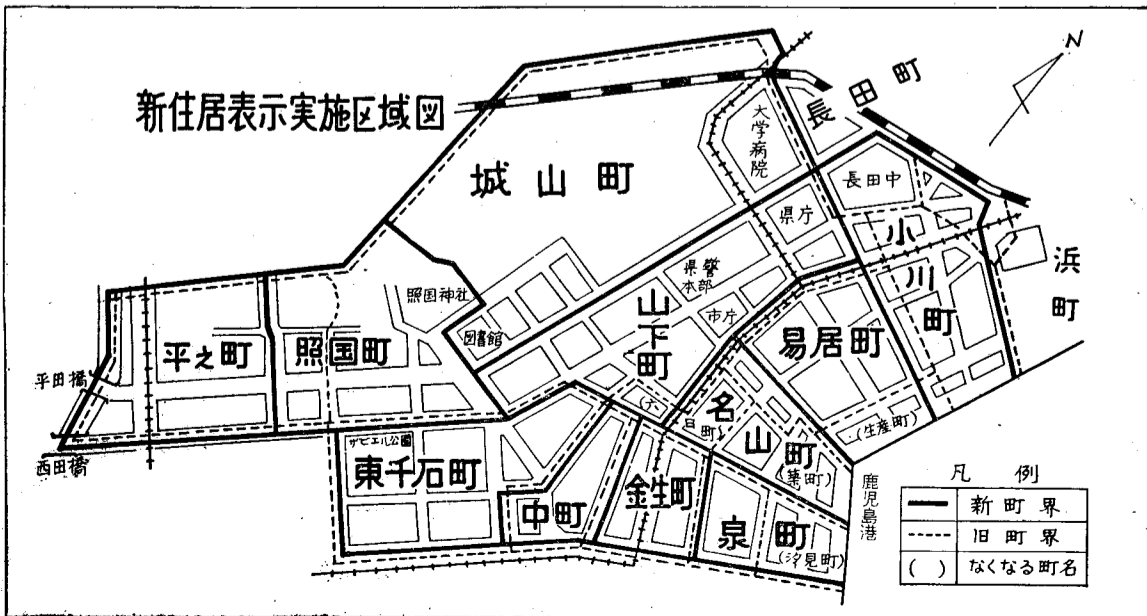 新住居表示実施区域図
N
長田町
大学病院
城山町
長田中
県庁
小川町
浜町
県警本部
照国神社
山下町
市庁
図書館
易居町
平之町
照国町
平田橋
名山町
日町)
(生産町)
ザビエル公園
西田橋
東千石町
(築町)
金生町
中町
泉町
(汐見町)
鹿児島港
凡例
新町界
旧町界
( ) なくなる町名